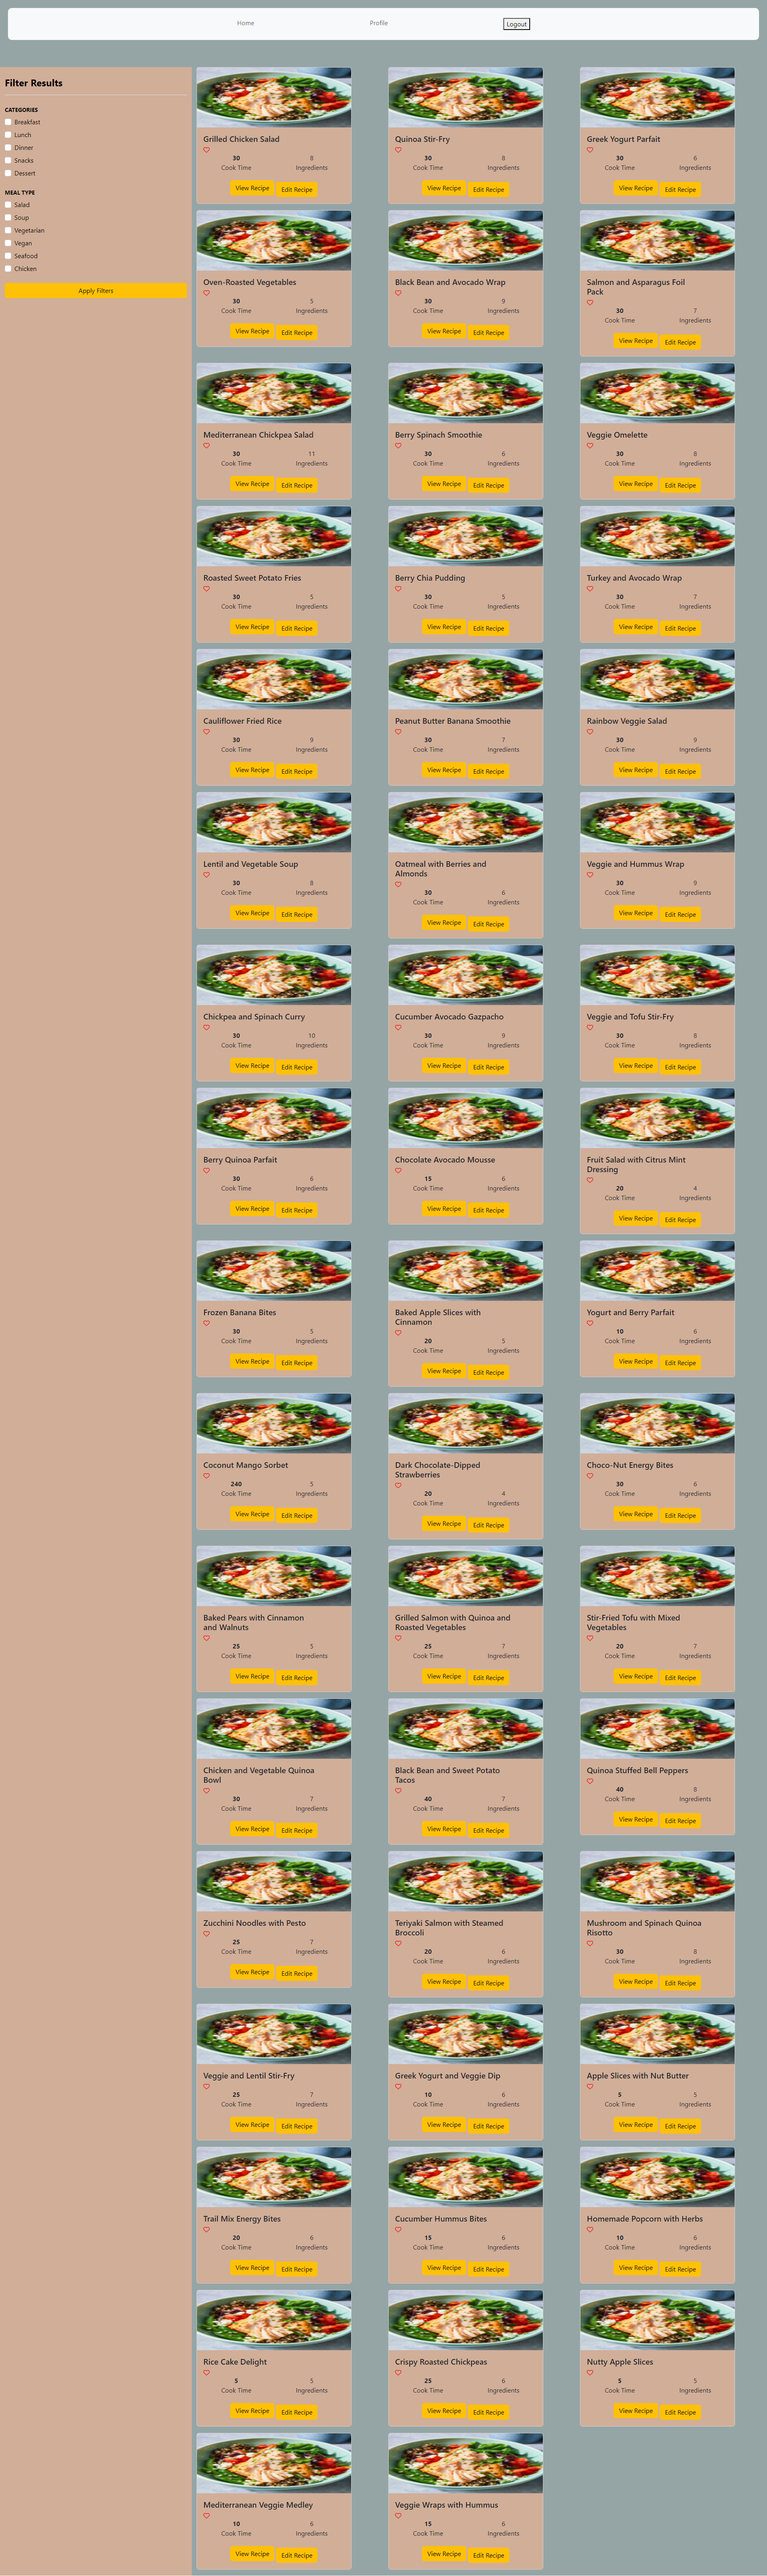 Home Profile Logout
Filter Results
CATEGORIES
Breakfast
Lunch
Dinner
Snacks
Dessert
MEAL TYPE
Salad
Soup
Vegetarian
Vegan
Seafood
Chicken
Apply Filters
Grilled Chicken Salad
30 8
Cook Time Ingredients
View Recipe Edit Recipe
Quinoa Stir-Fry
30 8
Cook Time Ingredients
View Recipe Edit Recipe
Greek Yogurt Parfait
30 6
Cook Time Ingredients
View Recipe Edit Recipe
Oven-Roasted Vegetables
30 5
Cook Time Ingredients
View Recipe Edit Recipe
Black Bean and Avocado Wrap
30 9
Cook Time Ingredients
View Recipe Edit Recipe
Salmon and Asparagus Foil
Pack
30 7
Cook Time Ingredients
View Recipe Edit Recipe
Mediterranean Chickpea Salad
30 11
Cook Time Ingredients
View Recipe Edit Recipe
Berry Spinach Smoothie
30 6
Cook Time Ingredients
View Recipe Edit Recipe
Veggie Omelette
30 8
Cook Time Ingredients
View Recipe Edit Recipe
Roasted Sweet Potato Fries
30 5
Cook Time Ingredients
View Recipe Edit Recipe
Berry Chia Pudding
30 5
Cook Time Ingredients
View Recipe Edit Recipe
Turkey and Avocado Wrap
30 7
Cook Time Ingredients
View Recipe Edit Recipe
Cauliflower Fried Rice
30 9
Cook Time Ingredients
View Recipe Edit Recipe
Peanut Butter Banana Smoothie
30 7
Cook Time Ingredients
View Recipe Edit Recipe
Rainbow Veggie Salad
30 9
Cook Time Ingredients
View Recipe Edit Recipe
Lentil and Vegetable Soup
30 8
Cook Time Ingredients
View Recipe Edit Recipe
Oatmeal with Berries and
Almonds
30 6
Cook Time Ingredients
View Recipe Edit Recipe
Veggie and Hummus Wrap
30 9
Cook Time Ingredients
View Recipe Edit Recipe
Chickpea and Spinach Curry
30 10
Cook Time Ingredients
View Recipe Edit Recipe
Cucumber Avocado Gazpacho
30 9
Cook Time Ingredients
View Recipe Edit Recipe
Veggie and Tofu Stir-Fry
30 8
Cook Time Ingredients
View Recipe Edit Recipe
Berry Quinoa Parfait
30 6
Cook Time Ingredients
View Recipe Edit Recipe
Chocolate Avocado Mousse
15 6
Cook Time Ingredients
View Recipe Edit Recipe
Fruit Salad with Citrus Mint
Dressing
20 4
Cook Time Ingredients
View Recipe Edit Recipe
Frozen Banana Bites
30 5
Cook Time Ingredients
View Recipe Edit Recipe
Baked Apple Slices with
Cinnamon
20 5
Cook Time Ingredients
View Recipe Edit Recipe
Yogurt and Berry Parfait
10 6
Cook Time Ingredients
View Recipe Edit Recipe
Coconut Mango Sorbet
240 5
Cook Time Ingredients
View Recipe Edit Recipe
Dark Chocolate-Dipped
Strawberries
20 4
Cook Time Ingredients
View Recipe Edit Recipe
Choco-Nut Energy Bites
30 6
Cook Time Ingredients
View Recipe Edit Recipe
Baked Pears with Cinnamon
and Walnuts
25 5
Cook Time Ingredients
View Recipe Edit Recipe
Grilled Salmon with Quinoa and
Roasted Vegetables
25 7
Cook Time Ingredients
View Recipe Edit Recipe
Stir-Fried Tofu with Mixed
Vegetables
20 7
Cook Time Ingredients
View Recipe Edit Recipe
Chicken and Vegetable Quinoa
Bowl
30 7
Cook Time Ingredients
View Recipe Edit Recipe
Black Bean and Sweet Potato
Tacos
40 7
Cook Time Ingredients
View Recipe Edit Recipe
Quinoa Stuffed Bell Peppers
40 8
Cook Time Ingredients
View Recipe Edit Recipe
Zucchini Noodles with Pesto
25 7
Cook Time Ingredients
View Recipe Edit Recipe
Teriyaki Salmon with Steamed
Broccoli
20 6
Cook Time Ingredients
View Recipe Edit Recipe
Mushroom and Spinach Quinoa
Risotto
30 8
Cook Time Ingredients
View Recipe Edit Recipe
Veggie and Lentil Stir-Fry
25 7
Cook Time Ingredients
View Recipe Edit Recipe
Greek Yogurt and Veggie Dip
10 6
Cook Time Ingredients
View Recipe Edit Recipe
Apple Slices with Nut Butter
5 5
Cook Time Ingredients
View Recipe Edit Recipe
Trail Mix Energy Bites
20 6
Cook Time Ingredients
View Recipe Edit Recipe
Cucumber Hummus Bites
15 6
Cook Time Ingredients
View Recipe Edit Recipe
Homemade Popcorn with Herbs
10 6
Cook Time Ingredients
View Recipe Edit Recipe
Rice Cake Delight
5 5
Cook Time Ingredients
View Recipe Edit Recipe
Crispy Roasted Chickpeas
25 6
Cook Time Ingredients
View Recipe Edit Recipe
Nutty Apple Slices
5 5
Cook Time Ingredients
View Recipe Edit Recipe
Mediterranean Veggie Medley
10 6
Cook Time Ingredients
View Recipe Edit Recipe
Veggie Wraps with Hummus
15 6
Cook Time Ingredients
View Recipe Edit Recipe